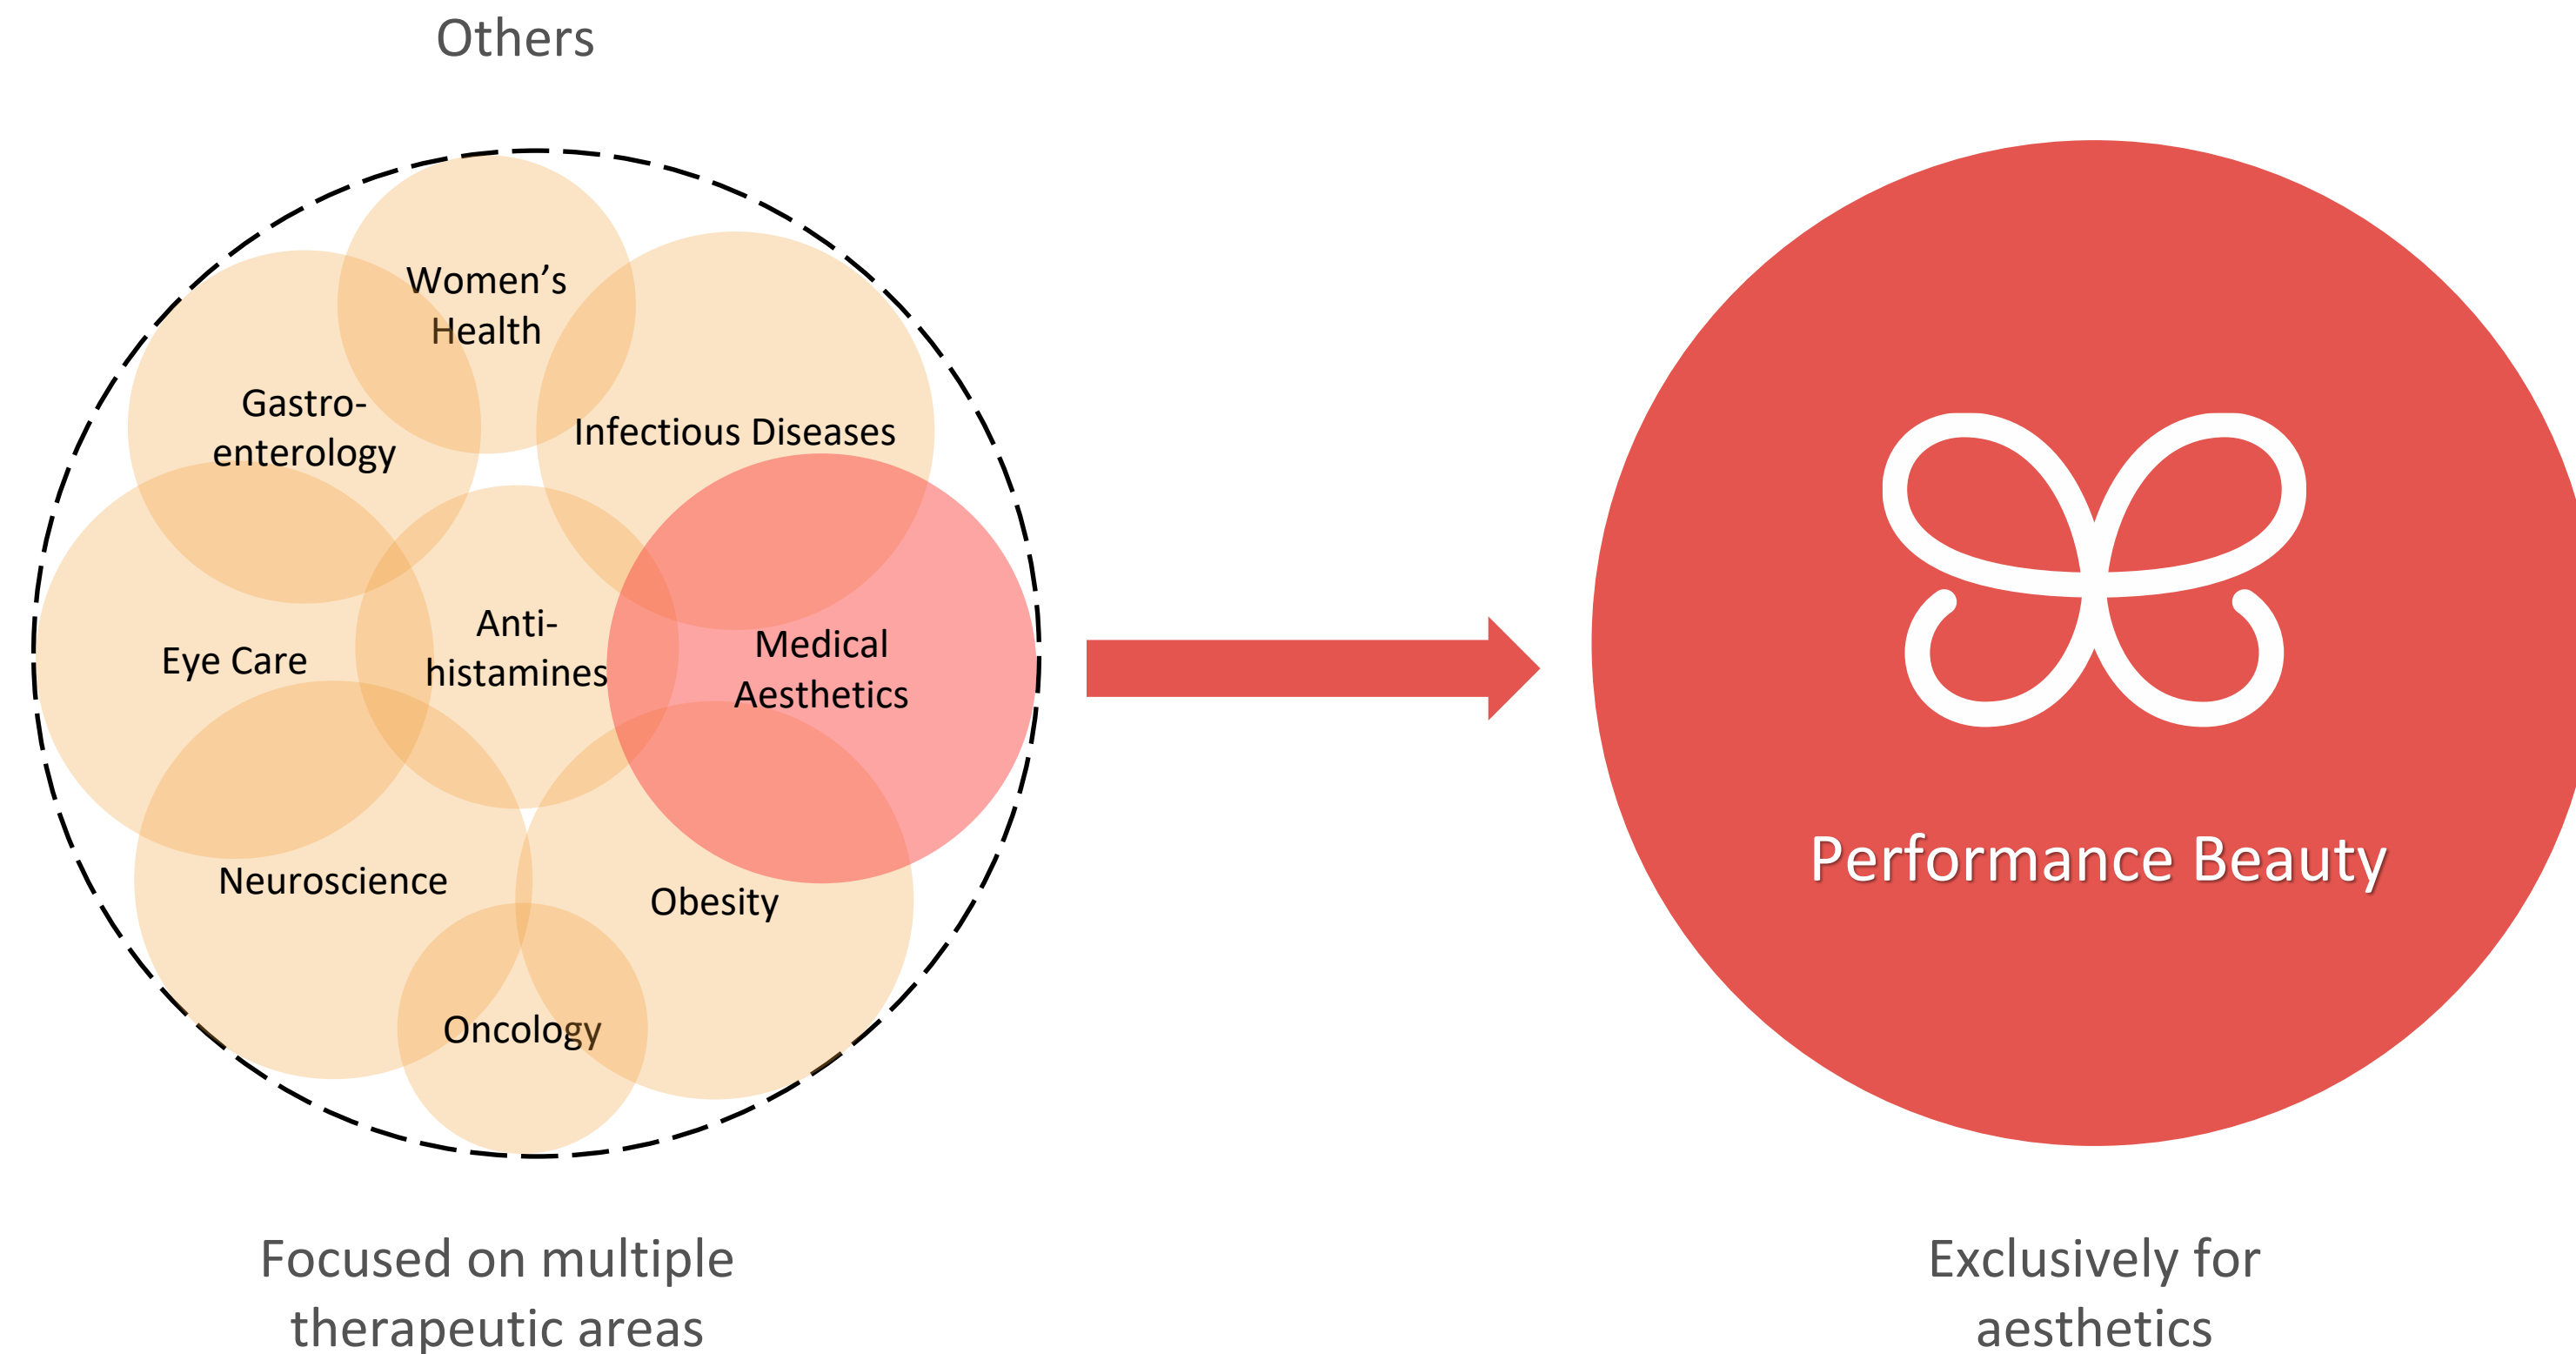 Others
Women’s
Health
Gastro-
enterology
Infectious Diseases
Anti-
histamines
Eye Care
Medical
Aesthetics
Neuroscience
Obesity
Oncology
Performance Beauty
Focused on multiple
therapeutic areas
Exclusively for
aesthetics